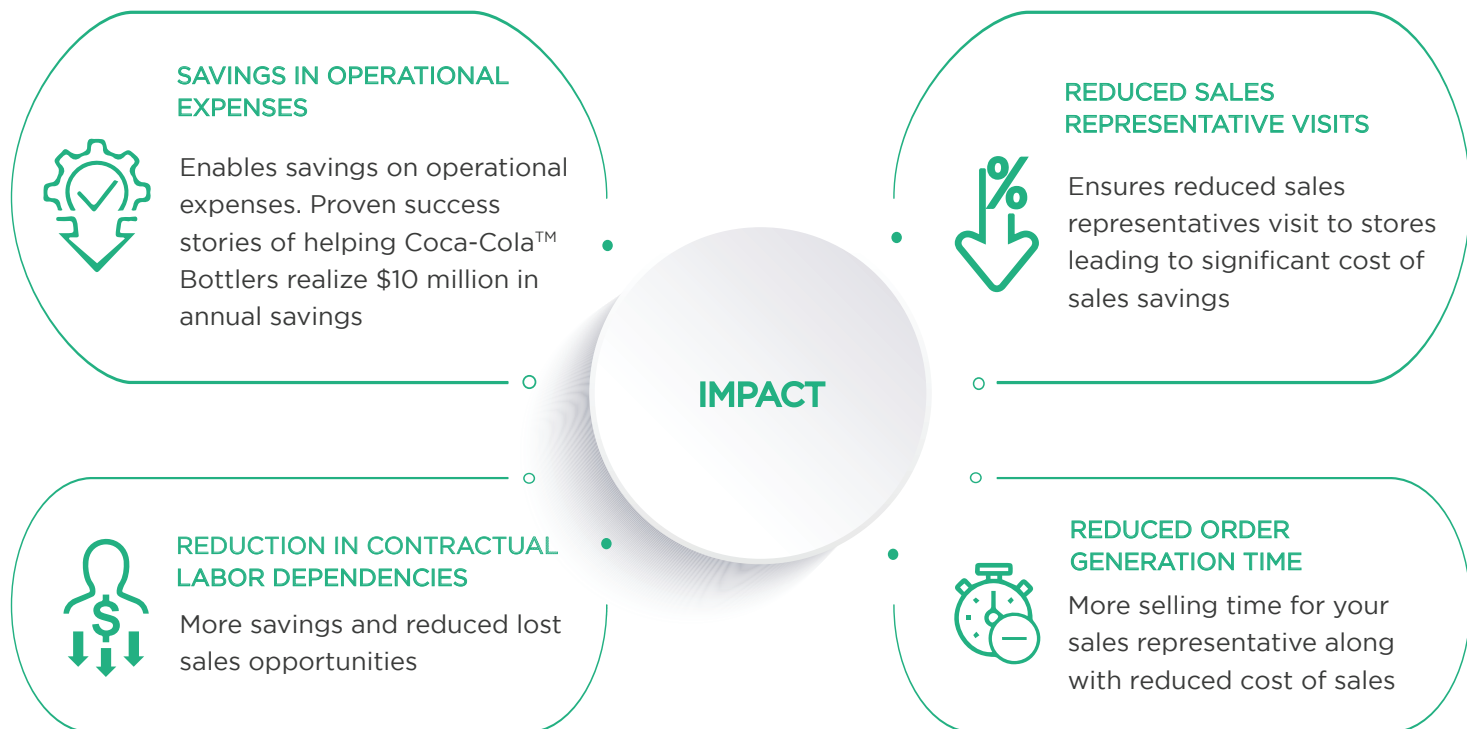 SAVINGS IN OPERATIONAL
EXPENSES
Enables savings on operational
expenses. Proven success
stories of helping Coca-Cola™
Bottlers realize $10 million in
annual savings
REDUCED SALES
REPRESENTATIVE VISITS
%
Ensures reduced sales
representatives visit to stores
leading to significant cost of
sales savings
IMPACT
REDUCTION IN CONTRACTUAL
LABOR DEPENDENCIES
$
More savings and reduced lost
sales opportunities
REDUCED ORDER
GENERATION TIME
More selling time for your
sales representative along
with reduced cost of sales